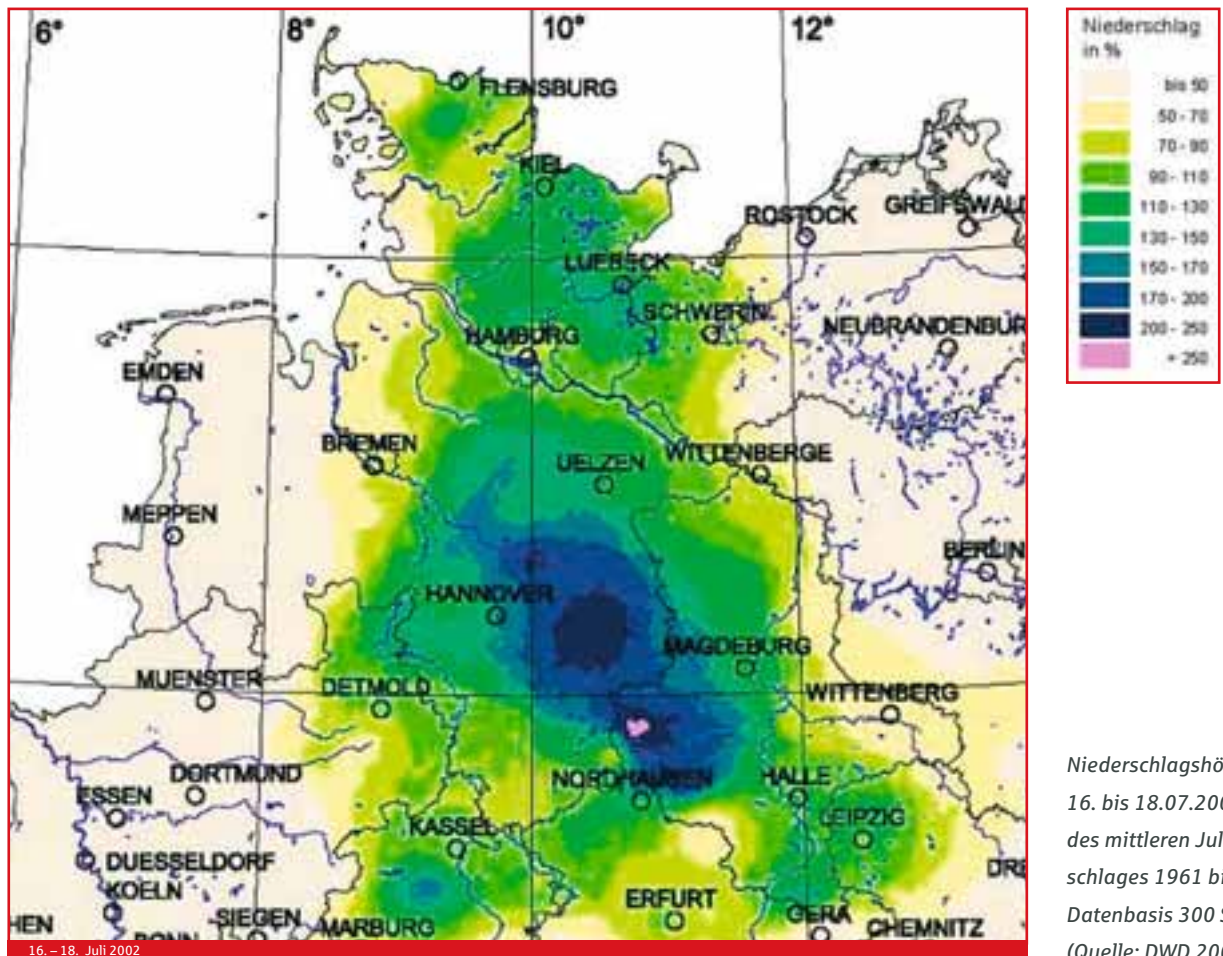 6°
8°
10°
12°
FLENSBURG
KIEL
ROSTOCK
GREIFSWALD
LUEBECK
SCHWERIN
HAMBURG
NEUBRANDENBUR
EMDEN
BREMEN
UELZEN
WITTENBERGE
MEPPEN
BERLIN
HANNOVER
MAGDEBURG
MUENSTER
DETMOLD
WITTENBERG
DORTMUND
NORDHAUSEN
HALLE
ESSEN
KASSEL
LEIPZIG
DUESSELDORF
DRE
KOELN
ERFURT
HEN
SIEGEN
MARBURG
GERA
CHEMNITZ
BONN
16. – 18. Juli 2002
Niederschlag
in %
bis 50
50 - 70
70 - 90
90 - 110
110 - 130
130 - 150
150 - 170
170 - 200
200 - 250
+ 250
Niederschlagshö
16. bis 18.07.200
des mittleren Jul
schlages 1961 bi
Datenbasis 300 S
(Quelle: DWD 200